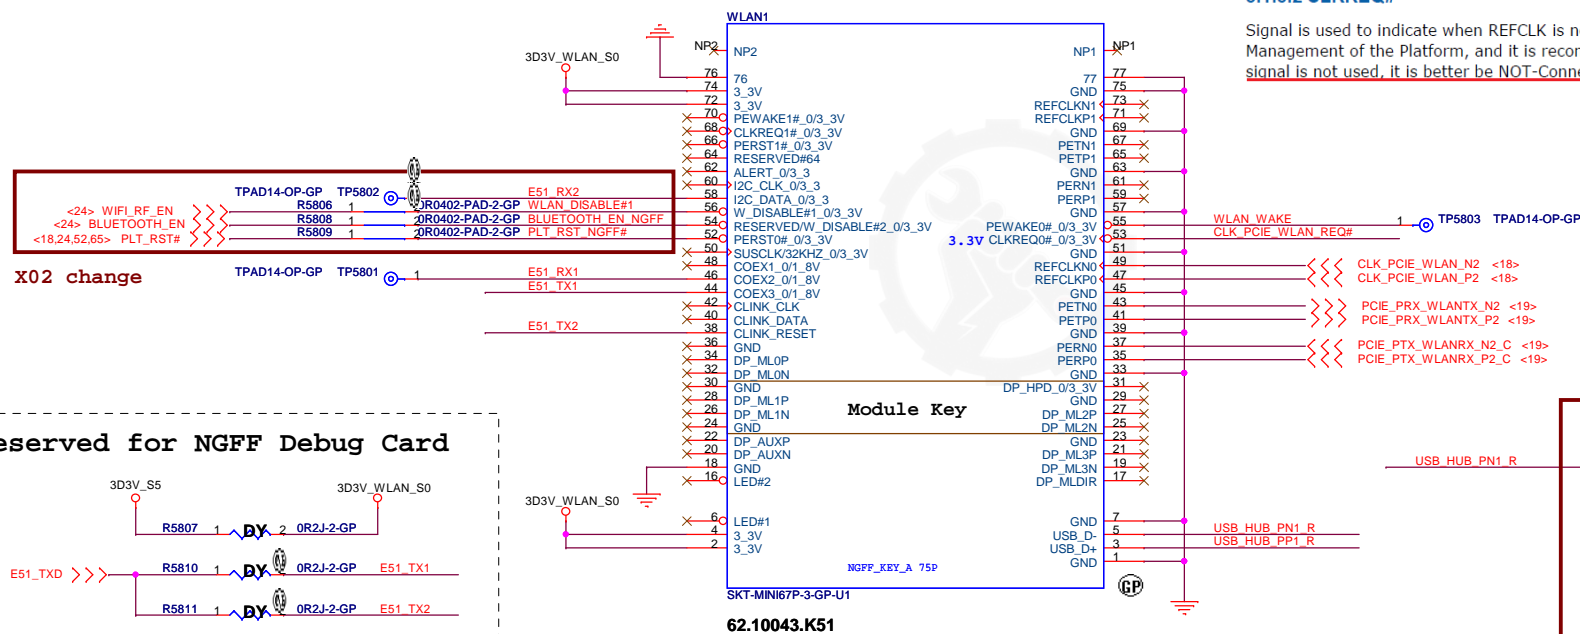 WLAN1
Signal is used to indicate when REFCLK is
Management of the Platform, and it is
signal is not used, it is better be
3D3V_WLAN_S0
NP2 NP2 NP1 NP1
76 76 77 77
74 3_3V GND 75
72 3_3V REFCLKN1 73
70 PEWAKE1#_0/3_3V REFCLKP1 71
68 CLKREQ1#_0/3_3V GND 69
66 PERST1#_0/3_3V PETN1 67
64 RESERVED#64 PETP1 65
62 ALERT_0/3_3 GND 63
60 I2C_CLK_0/3_3 PERN1 61
TPAD14-OP-GP TP5802 1 E51_RX2 58 I2C_DATA_0/3_3 PERP1 59
<24> WIFI_RF_EN R5806 1 2 0R0402-PAD-2-GP WLAN_DISABLE#1 56 W_DISABLE#1_0/3_3V GND 57
<24> BLUETOOTH_EN R5808 1 2 0R0402-PAD-2-GP BLUETOOTH_EN_NGFF 54 RESERVED/W_DISABLE#2_0/3_3V PEWAKE0#_0/3_3V 55 WLAN_WAKE 1 TP5803 TPAD14-OP-GP
<18,24,52,65> PLT_RST# R5809 1 2 0R0402-PAD-2-GP PLT_RST_NGFF# 52 PERST0#_0/3_3V 3.3V CLKREQ0#_0/3_3V 53 CLK_PCIE_WLAN_REQ#
50 SUSCLK/32KHZ_0/3_3V GND 51
X02 change
48 COEX1_0/1_8V REFCLKN0 49 CLK_PCIE_WLAN_N2 <18>
TPAD14-OP-GP TP5801 1 E51_RX1 46 COEX2_0/1_8V REFCLKP0 47 CLK_PCIE_WLAN_P2 <18>
E51_TX1 44 COEX3_0/1_8V GND 45
42 CLINK_CLK PETN0 43 PCIE_PRX_WLANTX_N2 <19>
40 CLINK_DATA PETP0 41 PCIE_PRX_WLANTX_P2 <19>
E51_TX2 38 CLINK_RESET GND 39
36 GND PERN0 37 PCIE_PTX_WLANRX_N2_C <19>
34 DP_ML0P PERP0 35 PCIE_PTX_WLANRX_P2_C <19>
32 DP_ML0N GND 33
30 GND DP_HPD_0/3_3V 31
28 DP_ML1P GND 29
26 DP_ML1N Module Key DP_ML2P 27
24 GND DP_ML2N 25
22 DP_AUXP GND 23
20 DP_AUXN DP_ML3P 21
18 GND DP_ML3N 19
16 LED#2 DP_MLDIR 17
USB_HUB_PN1_R
for NGFF Debug Card
3D3V_S5 3D3V_WLAN_S0
3D3V_WLAN_S0
6 LED#1 GND 7
4 3_3V USB_D- 5 USB_HUB_PN1_R
2 3_3V USB_D+ 3 USB_HUB_PP1_R
GND 1
R5807 1 DY 2 0R2J-2-GP
E51_TXD R5810 1 DY 0R2J-2-GP E51_TX1
R5811 1 DY 0R2J-2-GP E51_TX2
NGFF_KEY_A 75P
GP
SKT-MINI67P-3-GP-U1
62.10043.K51